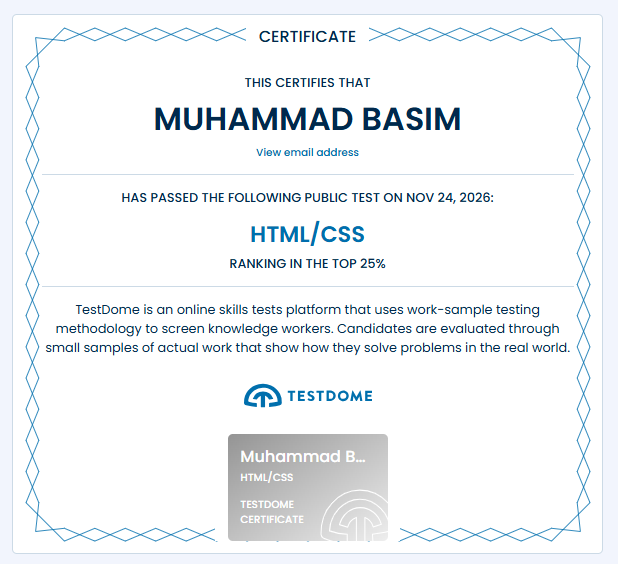 CERTIFICATE
THIS CERTIFIES THAT
MUHAMMAD BASIM
View email address
HAS PASSED THE FOLLOWING PUBLIC TEST ON NOV 24, 2026:
HTML/CSS
RANKING IN THE TOP 25%
TestDome is an online skills tests platform that uses work-sample testing
methodology to screen knowledge workers. Candidates are evaluated through
small samples of actual work that show how they solve problems in the real world.
TESTDOME
Muhammad B...
HTML/CSS
TESTDOME
CERTIFICATE